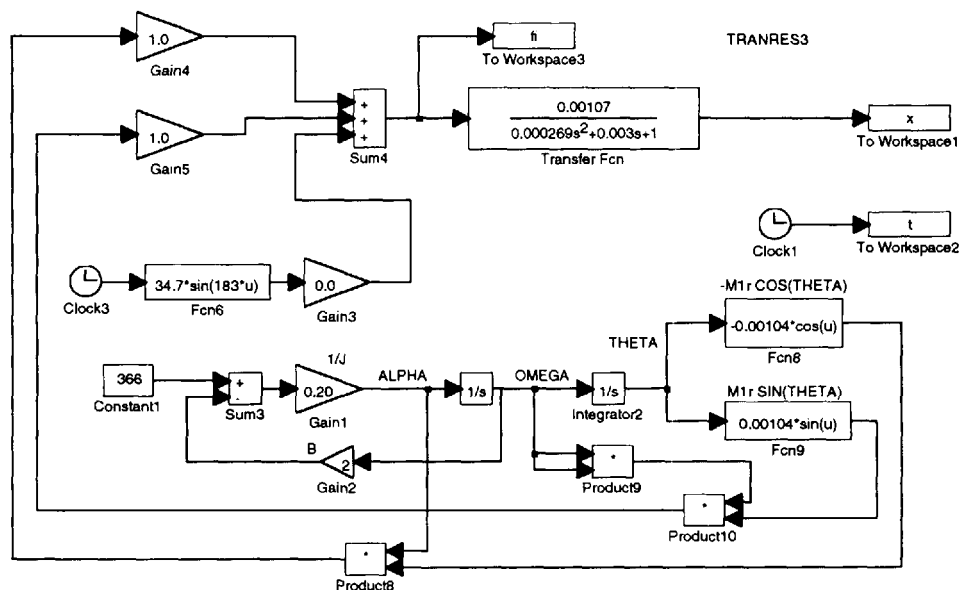 1.0
Gain4
fi
To Workspace3
TRANRES3
1.0
Gain5
+
+
+
Sum4
0.00107
0.000269s²+0.003s+1
Transfer Fcn
x
To Workspace1
Clock1
t
To Workspace2
Clock3
34.7*sin(183*u)
Fcn6
0.0
Gain3
-M1r COS(THETA)
-0.00104*cos(u)
Fcn8
THETA
366
Constant1
+
-
Sum3
1/J
0.20
Gain1
ALPHA
1/s
OMEGA
1/s
Integrator2
M1r SIN(THETA)
0.00104*sin(u)
Fcn9
B
2
Gain2
*
Product9
*
Product10
*
Product8